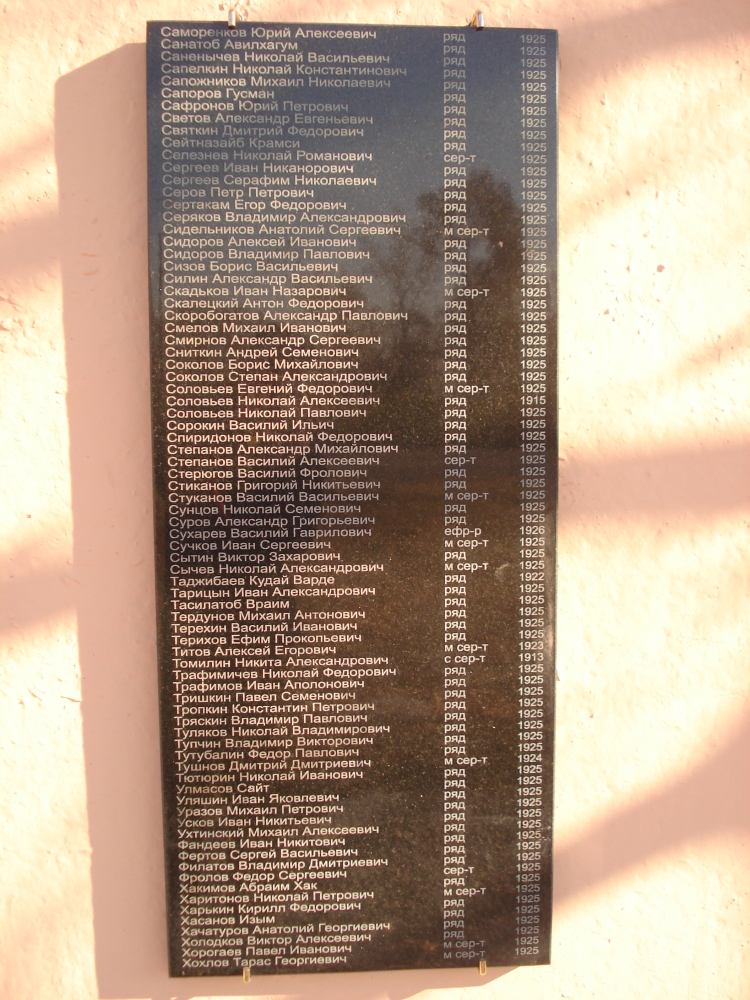 Саморенков Юрий Алексеевич ряд 1925
Санатоб Авилхагум ряд 1925
Саненычев Николай Васильевич ряд 1925
Сапелкин Николай Константинович ряд 1925
Сапожников Михаил Николаевич ряд 1925
Сапоров Гусман ряд 1925
Сафронов Юрий Петрович ряд 1925
Светов Александр Евгеньевич ряд 1925
Святкин Дмитрий Федорович ряд 1925
Сейтназайб Крамси ряд 1925
Селезнев Николай Романович сер-т 1925
Сергеев Иван Никанорович ряд 1925
Сергеев Серафим Николаевич ряд 1925
Серов Петр Петрович ряд 1925
Сертакам Егор Федорович ряд 1925
Серяков Владимир Александрович ряд 1925
Сидельников Анатолий Сергеевич м сер-т 1925
Сидоров Алексей Иванович ряд 1925
Сидоров Владимир Павлович ряд 1925
Сизов Борис Васильевич ряд 1925
Силин Александр Васильевич ряд 1925
Скадьков Иван Назарович м сер-т 1925
Скалецкий Антон Федорович ряд 1925
Скоробогатов Александр Павлович ряд 1925
Смелов Михаил Иванович ряд 1925
Смирнов Александр Сергеевич ряд 1925
Сниткин Андрей Семенович ряд 1925
Соколов Борис Михайлович ряд 1925
Соколов Степан Александрович ряд 1925
Соловьев Евгений Федорович м сер-т 1925
Соловьев Николай Алексеевич ряд 1915
Соловьев Николай Павлович ряд 1925
Сорокин Василий Ильич ряд 1925
Спиридонов Николай Федорович ряд 1925
Степанов Александр Михайлович ряд 1925
Степанов Василий Алексеевич сер-т 1925
Стерюгов Василий Фролович ряд 1925
Стиканов Григорий Никитьевич ряд 1925
Стуканов Василий Васильевич м сер-т 1925
Сунцов Николай Семенович ряд 1925
Суров Александр Григорьевич ряд 1925
Сухарев Василий Гаврилович ефр-р 1926
Сучков Иван Сергеевич м сер-т 1925
Сытин Виктор Захарович ряд 1925
Сычев Николай Александрович м сер-т 1925
Таджибаев Кудай Варде ряд 1922
Тарицын Иван Александрович ряд 1925
Тасилатоб Враим ряд 1925
Тердунов Михаил Антонович ряд 1925
Терехин Василий Иванович ряд 1925
Терихов Ефим Прокопьевич ряд 1925
Титов Алексей Егорович м сер-т 1923
Томилин Никита Александрович с сер-т 1913
Трафимичев Николай Федорович ряд 1925
Трафимов Иван Аполонович ряд 1925
Тришкин Павел Семенович ряд 1925
Тропкин Константин Петрович ряд 1925
Тряскин Владимир Павлович ряд 1925
Туляков Николай Владимирович ряд 1925
Тупчин Владимир Викторович ряд 1925
Тутубалин Федор Павлович ряд 1925
Тушнов Дмитрий Дмитриевич м сер-т 1924
Тютюрин Николай Иванович ряд 1925
Улмасов Сайт ряд 1925
Уляшин Иван Яковлевич ряд 1925
Уразов Михаил Петрович ряд 1925
Усков Иван Никитьевич ряд 1925
Ухтинский Михаил Алексеевич ряд 1925
Фандеев Иван Никитович ряд 1925
Фертов Сергей Васильевич ряд 1925
Филатов Владимир Дмитриевич ряд 1925
Фролов Федор Сергеевич сер-т 1925
Хакимов Абраим Хак ряд 1925
Харитонов Николай Петрович м сер-т 1925
Харькин Кирилл Федорович ряд 1925
Хасанов Изым ряд 1925
Хачатуров Анатолий Георгиевич ряд 1925
Холодков Виктор Алексеевич ряд 1925
Хорогаев Павел Иванович м сер-т 1925
Хохлов Тарас Георгиевич м сер-т 1925